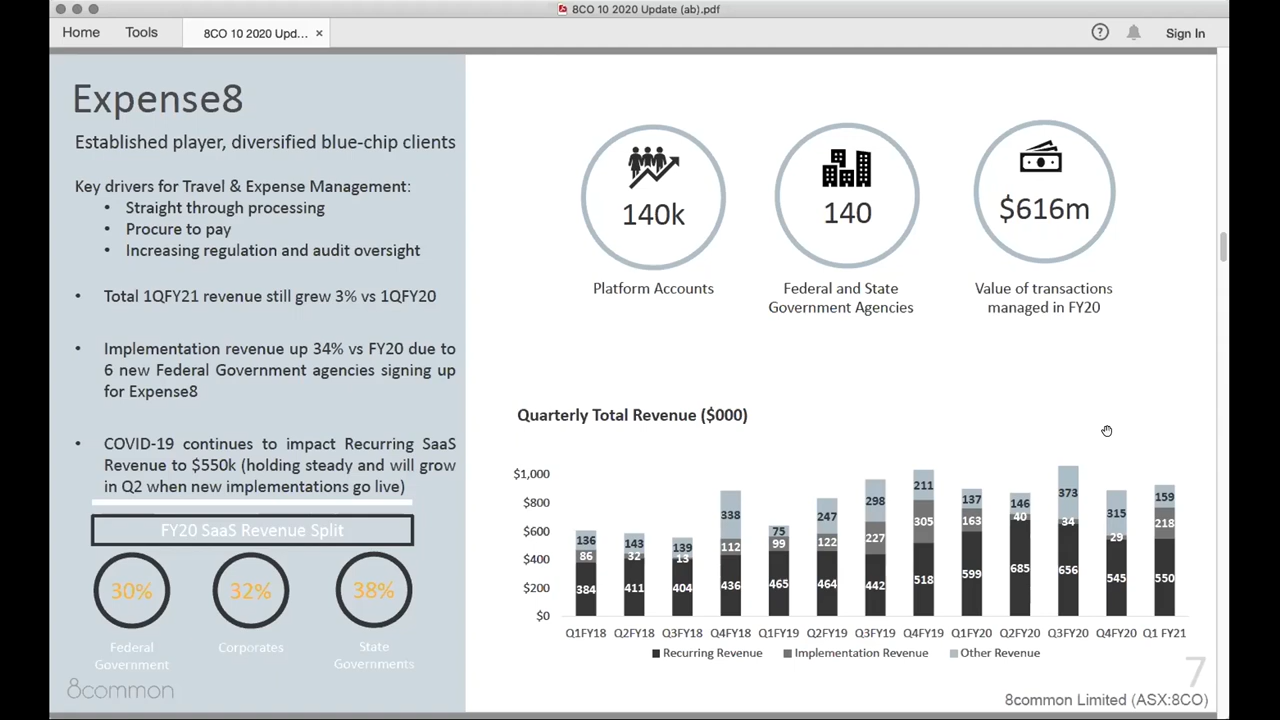 8CO 10 2020 Update (ab).pdf
Home
Tools
8CO 10 2020 Upd... ×
?
Sign In
Expense8
Established player, diversified blue-chip clients
Key drivers for Travel & Expense Management:
• Straight through processing
• Procure to pay
• Increasing regulation and audit oversight
• Total 1QFY21 revenue still grew 3% vs 1QFY20
• Implementation revenue up 34% vs FY20 due to
6 new Federal Government agencies signing up
for Expense8
• COVID-19 continues to impact Recurring SaaS
Revenue to $550k (holding steady and will grow
in Q2 when new implementations go live)
FY20 SaaS Revenue Split
30% 32% 38%
Federal
Government
Corporates
State
Governments
8common
140k
Platform Accounts
140
Federal and State
Government Agencies
$616m
Value of transactions
managed in FY20
Quarterly Total Revenue ($000)
$1,000
$800
$600
$400
$200
$0
136 143 139 338 75 247 298 211 137 146 373 315 159
86 32 13 112 99 122 227 305 163 40 34 29 218
384 411 404 436 465 464 442 518 599 685 656 545 550
Q1FY18 Q2FY18 Q3FY18 Q4FY18 Q1FY19 Q2FY19 Q3FY19 Q4FY19 Q1FY20 Q2FY20 Q3FY20 Q4FY20 Q1 FY21
Recurring Revenue Implementation Revenue Other Revenue
7
8common Limited (ASX:8CO)